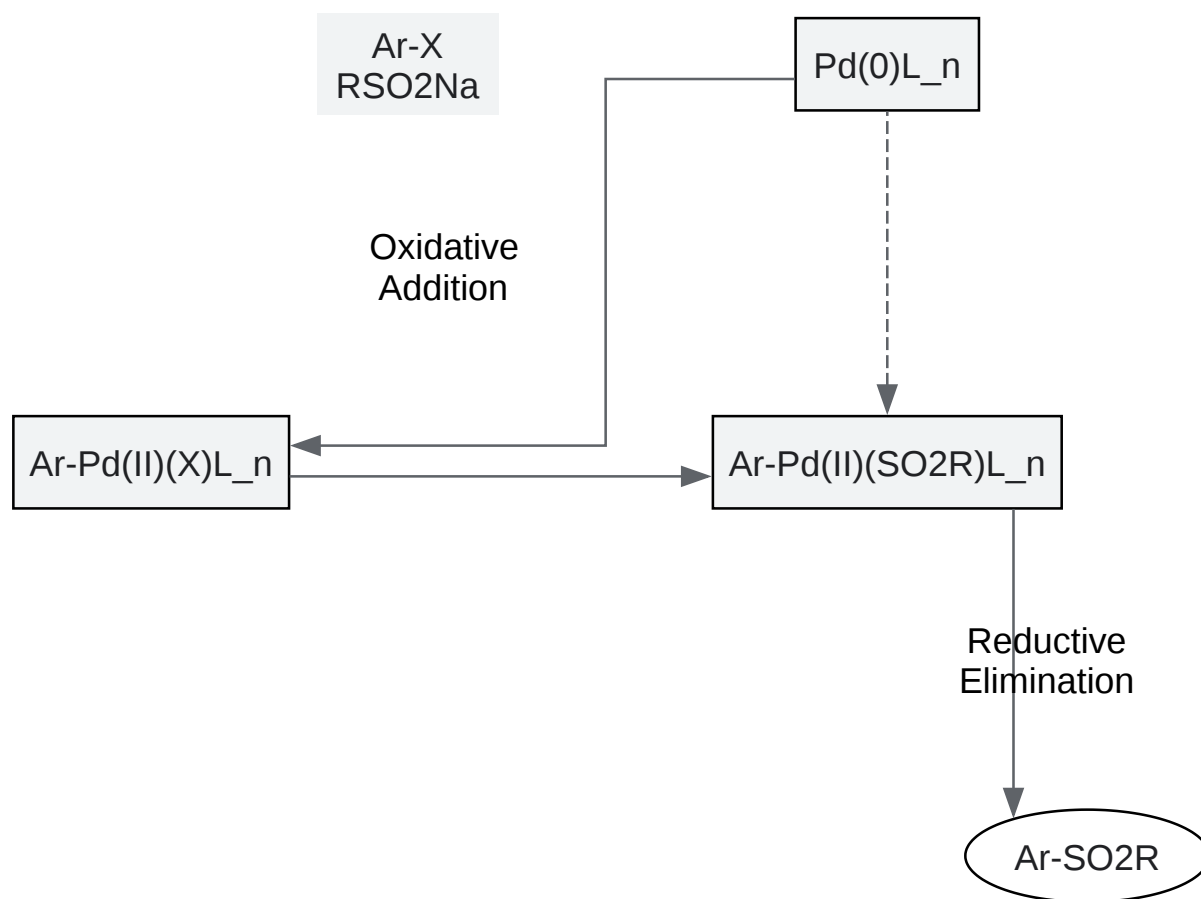 Ar-X
RSO2Na
Pd(0)L_n
Oxidative
Addition
Ar-Pd(II)(X)L_n
Ar-Pd(II)(SO2R)L_n
Reductive
Elimination
Ar-SO2R